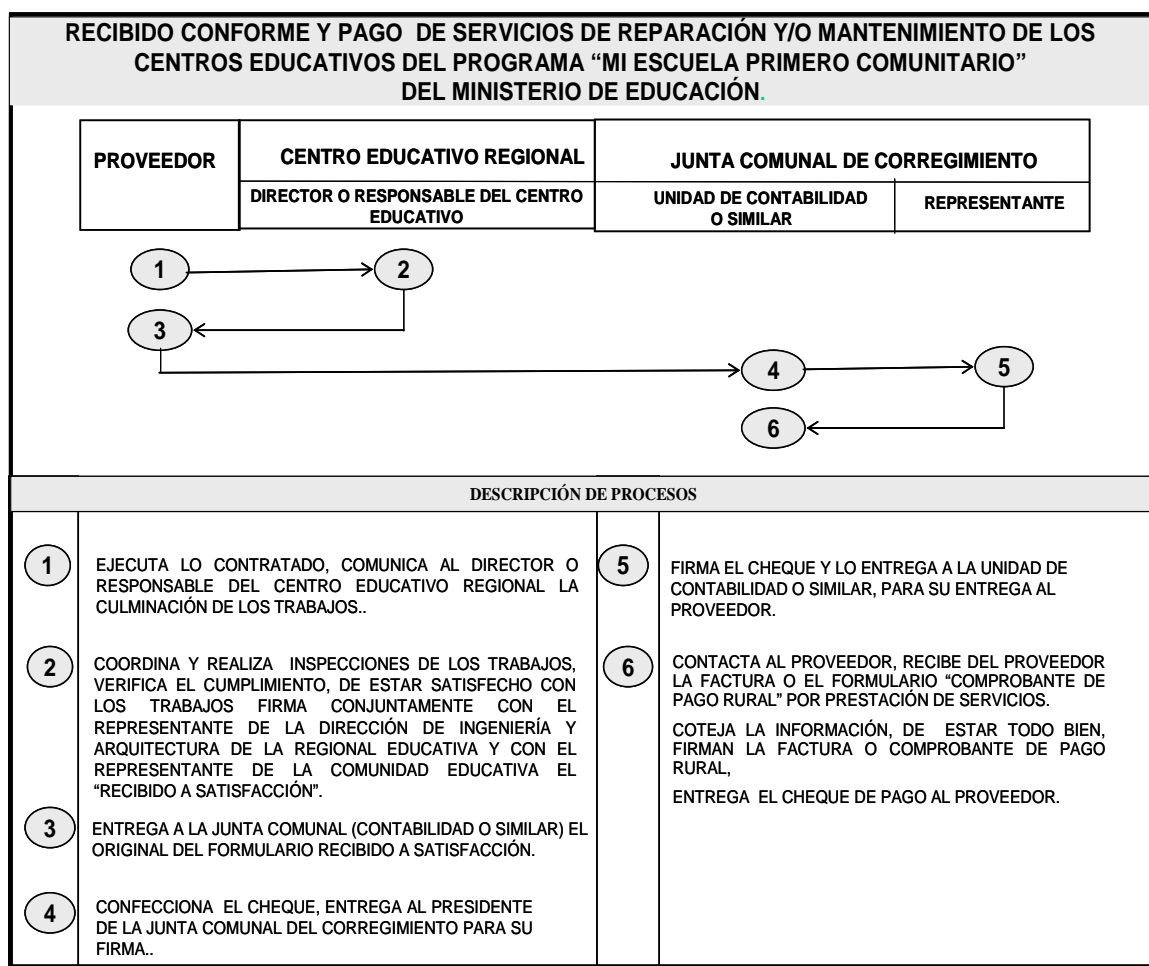 RECIBIDO CONFORME Y PAGO DE SERVICIOS DE REPARACIÓN Y/O MANTENIMIENTO DE LOS
CENTROS EDUCATIVOS DEL PROGRAMA “MI ESCUELA PRIMERO COMUNITARIO”
DEL MINISTERIO DE EDUCACIÓN.
PROVEEDOR
CENTRO EDUCATIVO REGIONAL
JUNTA COMUNAL DE CORREGIMIENTO
DIRECTOR O RESPONSABLE DEL CENTRO
EDUCATIVO
UNIDAD DE CONTABILIDAD
O SIMILAR
REPRESENTANTE
1
2
3
4
5
6
DESCRIPCIÓN DE PROCESOS
1
EJECUTA LO CONTRATADO, COMUNICA AL DIRECTOR O
RESPONSABLE DEL CENTRO EDUCATIVO REGIONAL LA
CULMINACIÓN DE LOS TRABAJOS..
2
COORDINA Y REALIZA INSPECCIONES DE LOS TRABAJOS,
VERIFICA EL CUMPLIMIENTO, DE ESTAR SATISFECHO CON
LOS TRABAJOS FIRMA CONJUNTAMENTE CON EL
REPRESENTANTE DE LA DIRECCIÓN DE INGENIERÍA Y
ARQUITECTURA DE LA REGIONAL EDUCATIVA Y CON EL
REPRESENTANTE DE LA COMUNIDAD EDUCATIVA EL
“RECIBIDO A SATISFACCIÓN”.
3
ENTREGA A LA JUNTA COMUNAL (CONTABILIDAD O SIMILAR) EL
ORIGINAL DEL FORMULARIO RECIBIDO A SATISFACCIÓN.
4
CONFECCIONA EL CHEQUE, ENTREGA AL PRESIDENTE
DE LA JUNTA COMUNAL DEL CORREGIMIENTO PARA SU
FIRMA..
5
FIRMA EL CHEQUE Y LO ENTREGA A LA UNIDAD DE
CONTABILIDAD O SIMILAR, PARA SU ENTREGA AL
PROVEEDOR.
6
CONTACTA AL PROVEEDOR, RECIBE DEL PROVEEDOR
LA FACTURA O EL FORMULARIO “COMPROBANTE DE
PAGO RURAL” POR PRESTACIÓN DE SERVICIOS.
COTEJA LA INFORMACIÓN, DE ESTAR TODO BIEN,
FIRMAN LA FACTURA O COMPROBANTE DE PAGO
RURAL,
ENTREGA EL CHEQUE DE PAGO AL PROVEEDOR.